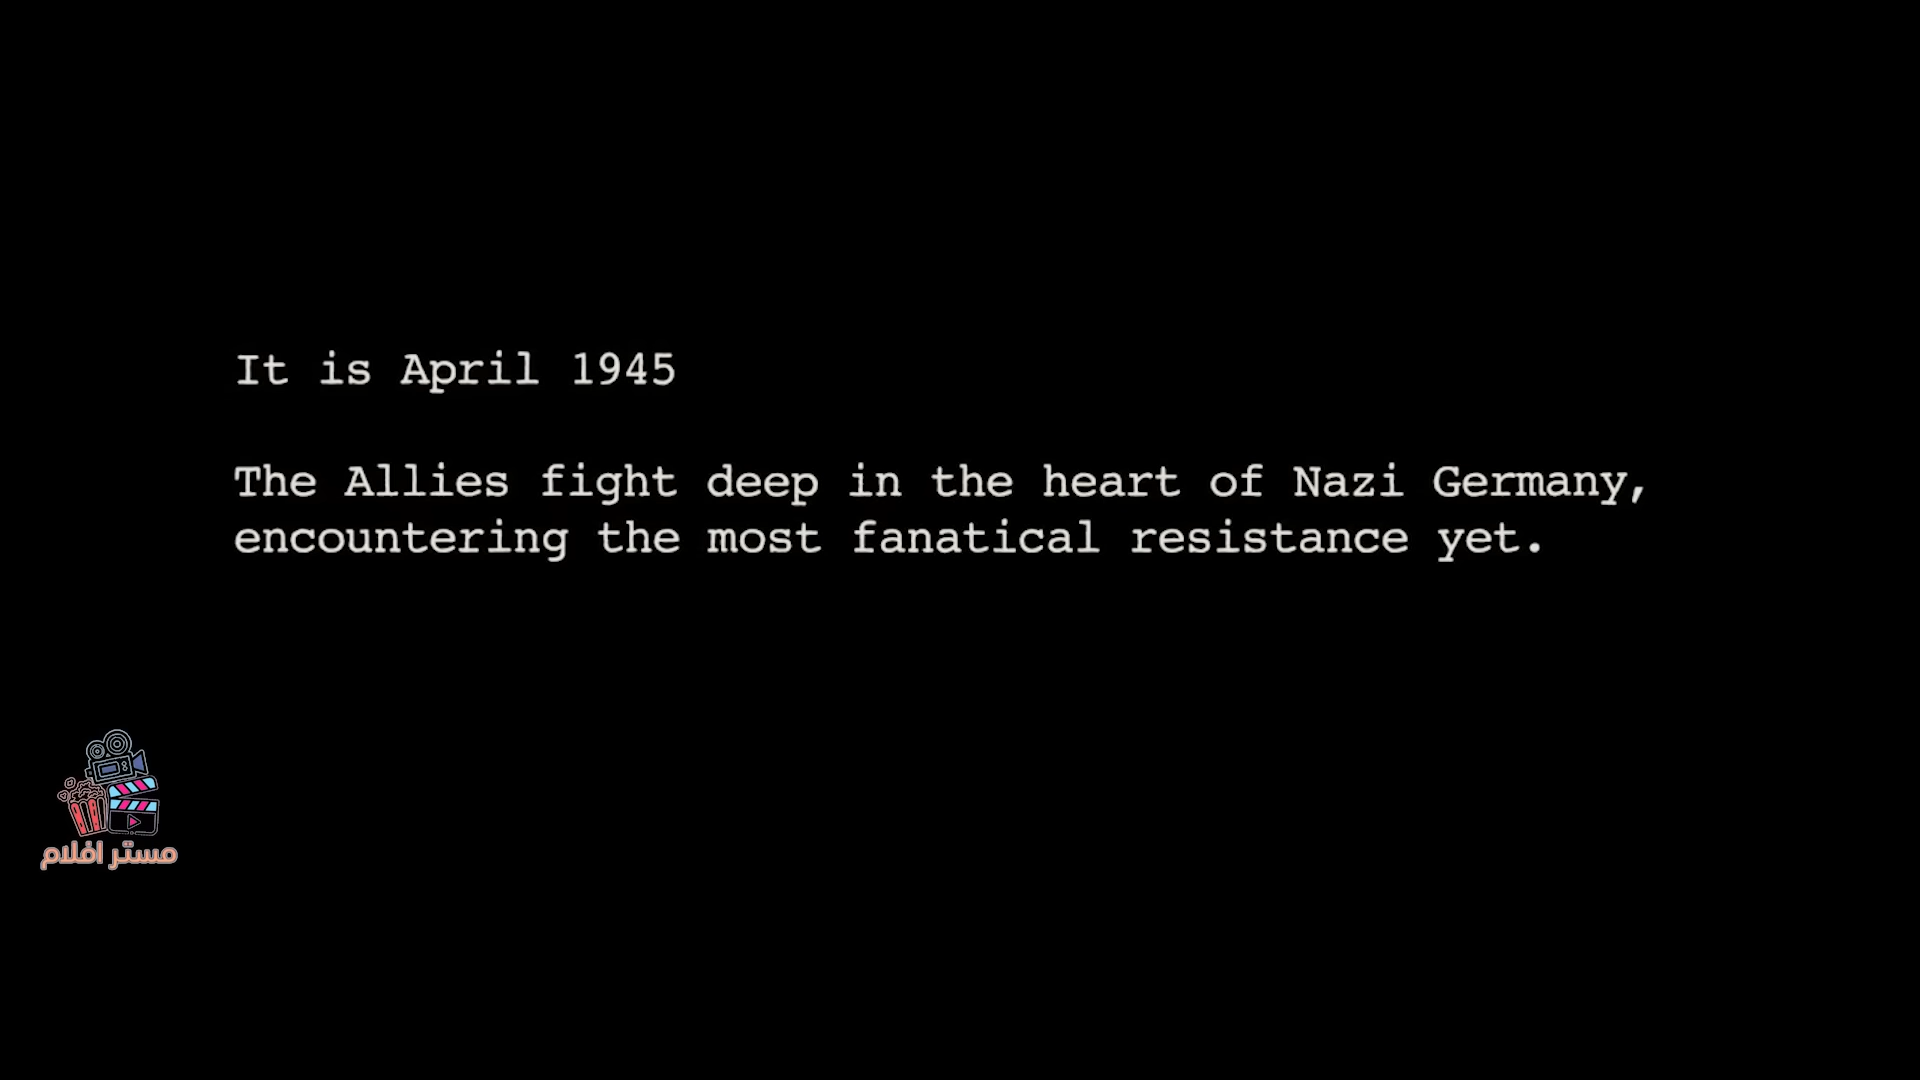 It is April 1945
The Allies fight deep in the heart of Nazi Germany,
encountering the most fanatical resistance yet.
مستر افلام